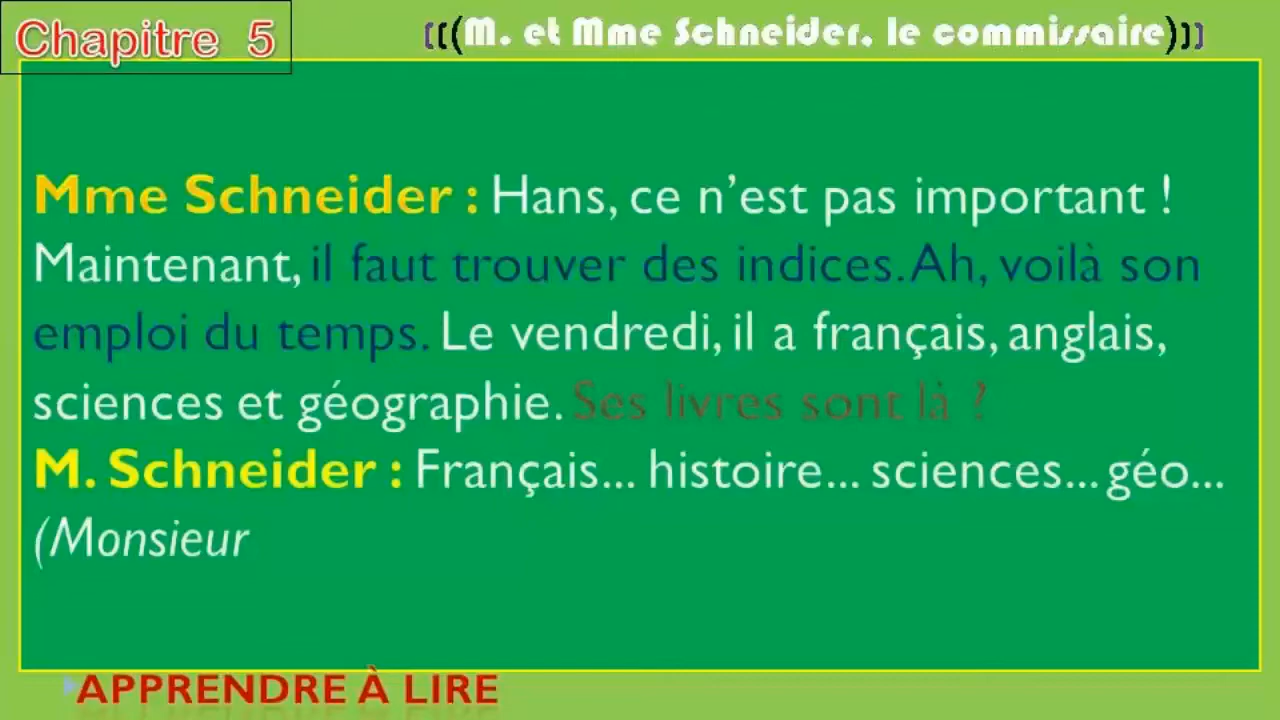 Chapitre 5
(((M. et Mme Schneider, le commissaire)))
Mme Schneider : Hans, ce n’est pas important !
Maintenant, il faut trouver des indices. Ah, voilà son
emploi du temps. Le vendredi, il a français, anglais,
sciences et géographie. Ses livres sont là ?
M. Schneider : Français... histoire... sciences... géo...
(Monsieur
APPRENDRE À LIRE